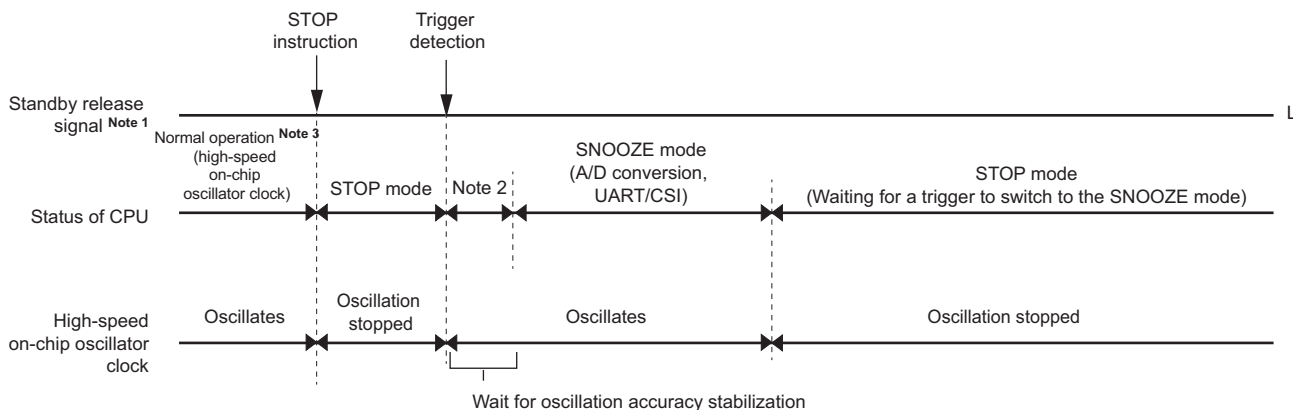 STOP
instruction
Trigger
detection
Standby release
signal Note 1
L
Normal operation Note 3
(high-speed
on-chip
oscillator clock)
STOP mode
Note 2
SNOOZE mode
(A/D conversion,
UART/CSI)
STOP mode
(Waiting for a trigger to switch to the SNOOZE mode)
Status of CPU
High-speed
on-chip oscillator
clock
Oscillates
Oscillation
stopped
Oscillates
Oscillation stopped
Wait for oscillation accuracy stabilization